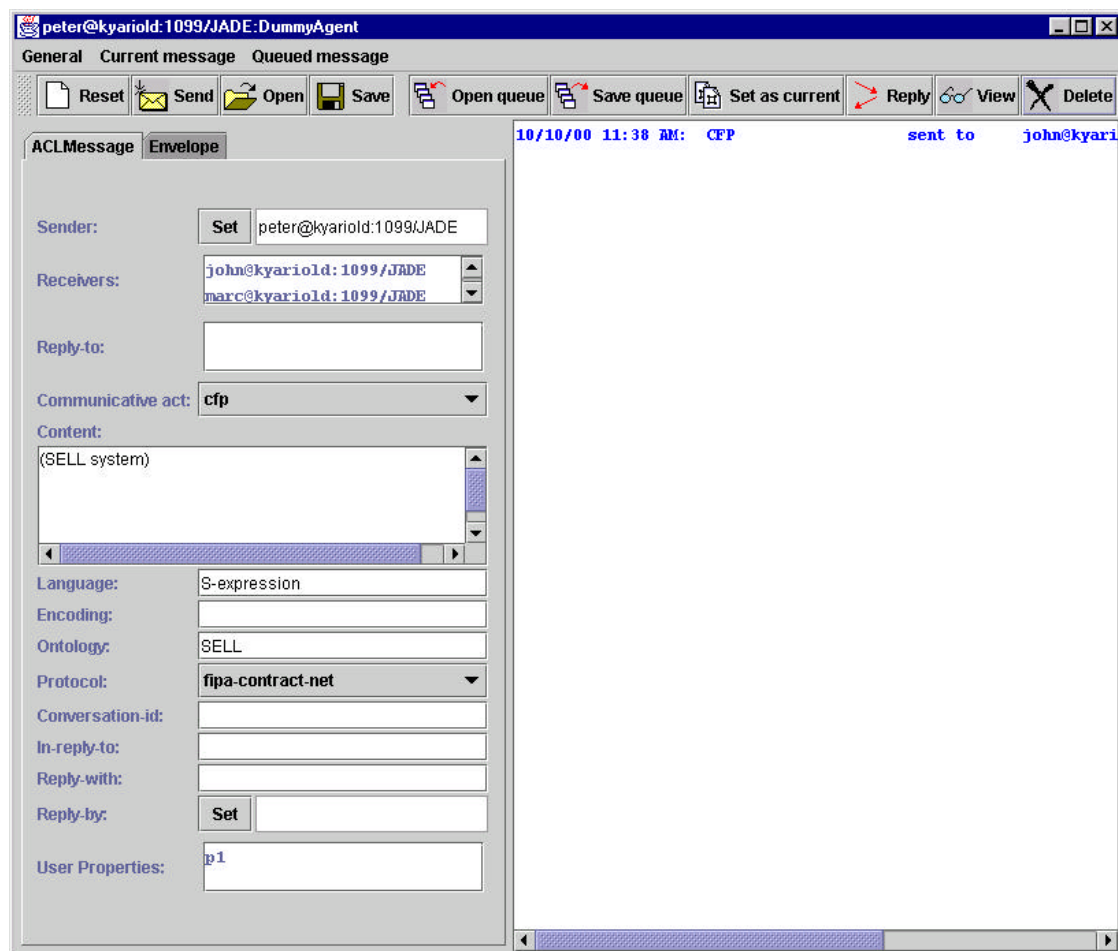 peter@kyariold:1099/JADE:DummyAgent
General Current message Queued message
Reset Send Open Save Open queue Save queue Set as current Reply View Delete
ACLMessage Envelope
10/10/00 11:38 AM: CFP sent to john@kyari
Sender: Set peter@kyariold:1099/JADE
Receivers: john@kyariold:1099/JADE
marc@kyariold:1099/JADE
Reply-to:
Communicative act: cfp
Content:
(SELL system)
Language: S-expression
Encoding:
Ontology: SELL
Protocol: fipa-contract-net
Conversation-id:
In-reply-to:
Reply-with:
Reply-by: Set
User Properties: p1